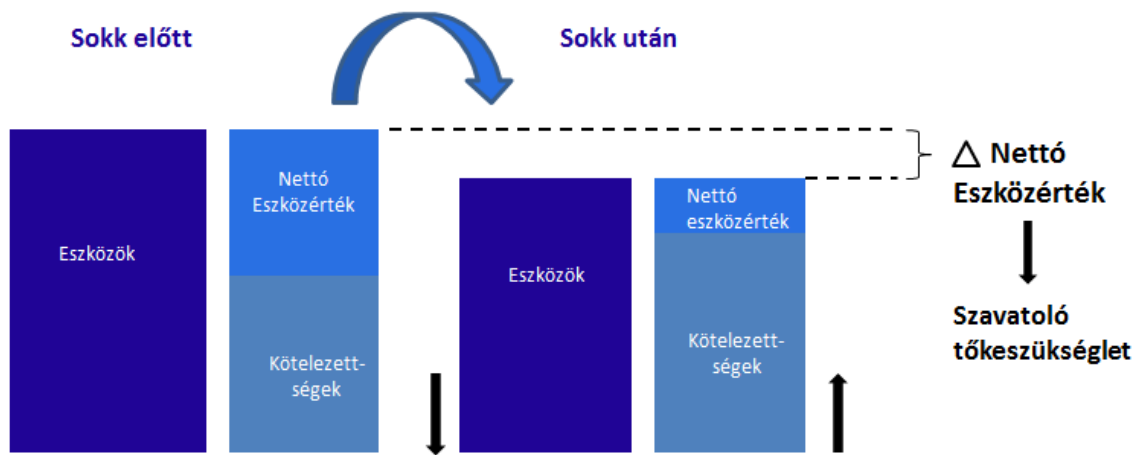 Sokk előtt
Sokk után
Nettó
Eszközérték
Eszközök
Kötelezett-
ségek
Nettó
eszközérték
Eszközök
Kötelezett-
ségek
△ Nettó
Eszközérték
Szavatoló
tőkeszükséglet